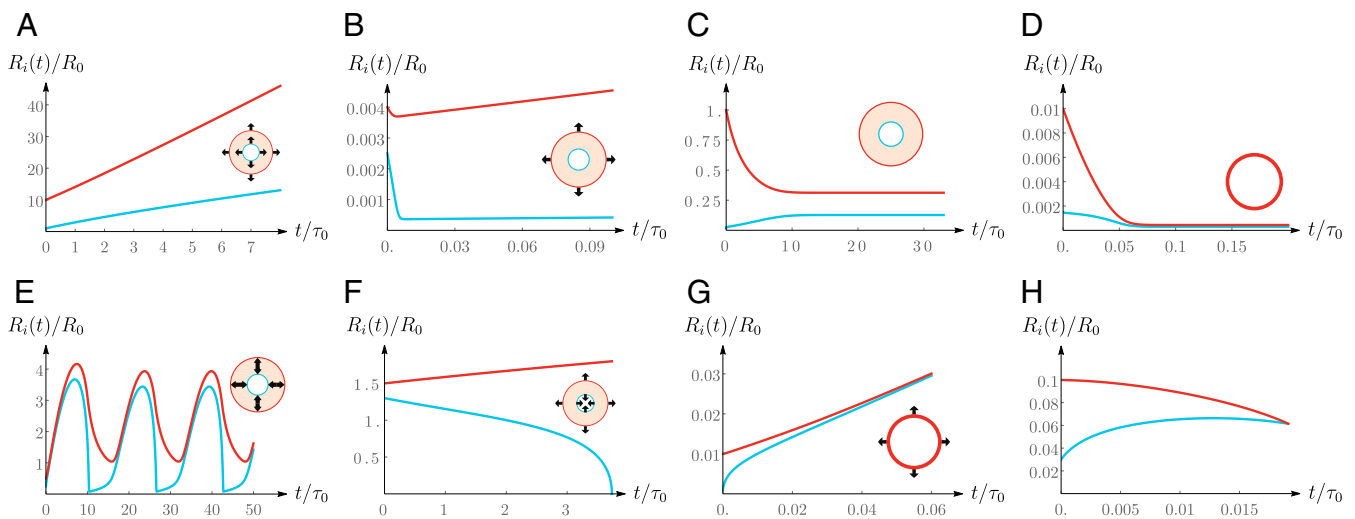 A
R_i(t)/R_0
40
30
20
10
0. 1 2 3 4 5 6 7
t/τ_0
B
R_i(t)/R_0
0.004
0.003
0.002
0.001
0. 0.03 0.06 0.09
t/τ_0
C
R_i(t)/R_0
1.
0.75
0.5
0.25
0. 10 20 30
t/τ_0
D
R_i(t)/R_0
0.01
0.008
0.006
0.004
0.002
0. 0.05 0.1 0.15
t/τ_0
E
R_i(t)/R_0
4
3
2
1
0 10 20 30 40 50
t/τ_0
F
R_i(t)/R_0
1.5
1.
0.5
0 1 2 3
t/τ_0
G
R_i(t)/R_0
0.03
0.02
0.01
0. 0.02 0.04 0.06
t/τ_0
H
R_i(t)/R_0
0.1
0.08
0.06
0.04
0.02
0. 0.005 0.01 0.015
t/τ_0